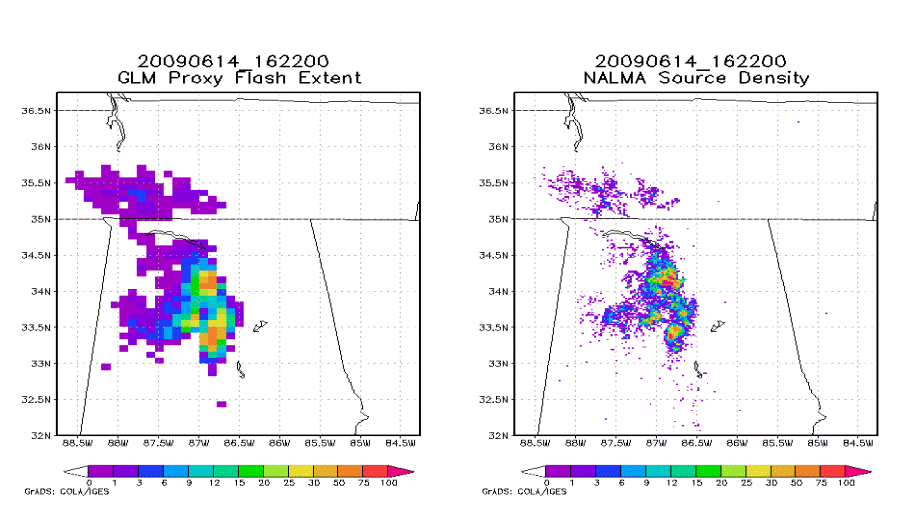 20090614_162200
GLM Proxy Flash Extent
36.5N
36N
35.5N
35N
34.5N
34N
33.5N
33N
32.5N
32N
88.5W 88W 87.5W 87W 86.5W 86W 85.5W 85W 84.5W
0 1 3 6 9 12 15 20 25 30 50 75 100
GrADS: COLA/IGES
20090614_162200
NALMA Source Density
36.5N
36N
35.5N
35N
34.5N
34N
33.5N
33N
32.5N
32N
88.5W 88W 87.5W 87W 86.5W 86W 85.5W 85W 84.5W
0 1 3 6 9 12 15 20 25 30 50 75 100
GrADS: COLA/IGES